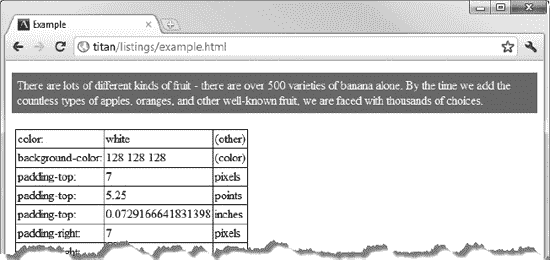 Example
titan/listings/example.html
There are lots of different kinds of fruit - there are over 500 varieties of banana alone. By the time we add the
countless types of apples, oranges, and other well-known fruit, we are faced with thousands of choices.
color: white (other)
background-color: 128 128 128 (color)
padding-top: 7 pixels
padding-top: 5.25 points
padding-top: 0.0729166641831398 inches
padding-right: 7 pixels